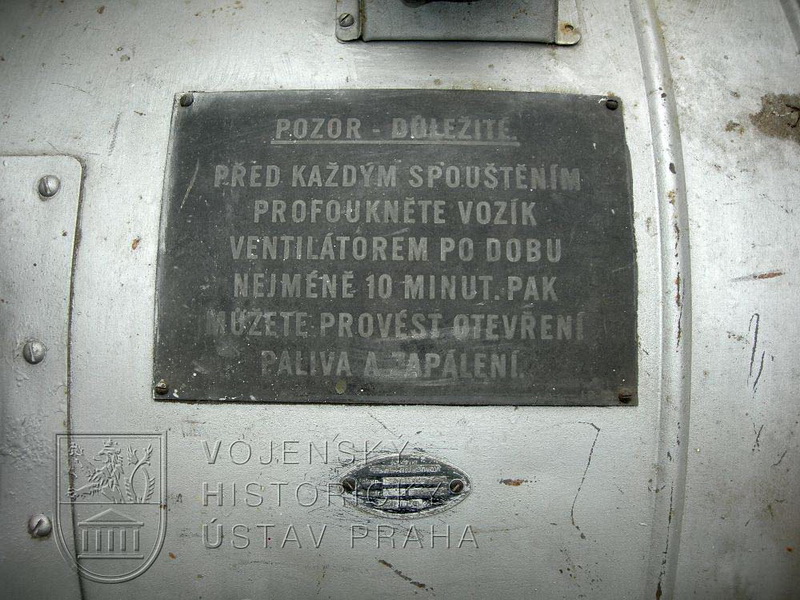 POZOR - DŮLEŽITÉ.
PŘED KAŽDÝM SPOUŠTĚNÍM
PROFOUKNĚTE VOZÍK
VENTILÁTOREM PO DOBU
NEJMÉNĚ 10 MINUT. PAK
MŮŽETE PROVÉST OTEVŘENÍ
PALIVA A ZAPÁLENÍ.
VOJENSKÝ
HISTORICKÝ
ÚSTAV PRAHA